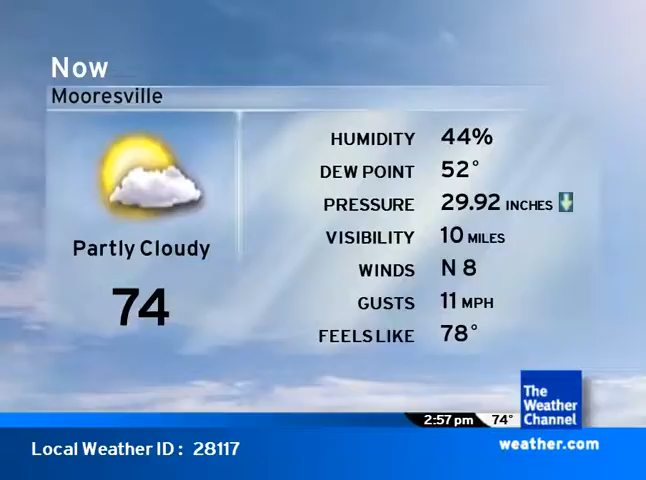 Now
Mooresville
HUMIDITY 44%
DEW POINT 52°
PRESSURE 29.92 INCHES
VISIBILITY 10 MILES
Partly Cloudy
WINDS N 8
74
GUSTS 11 MPH
FEELS LIKE 78°
The
Weather
Channel
2:57 pm 74°
Local Weather ID : 28117
weather.com